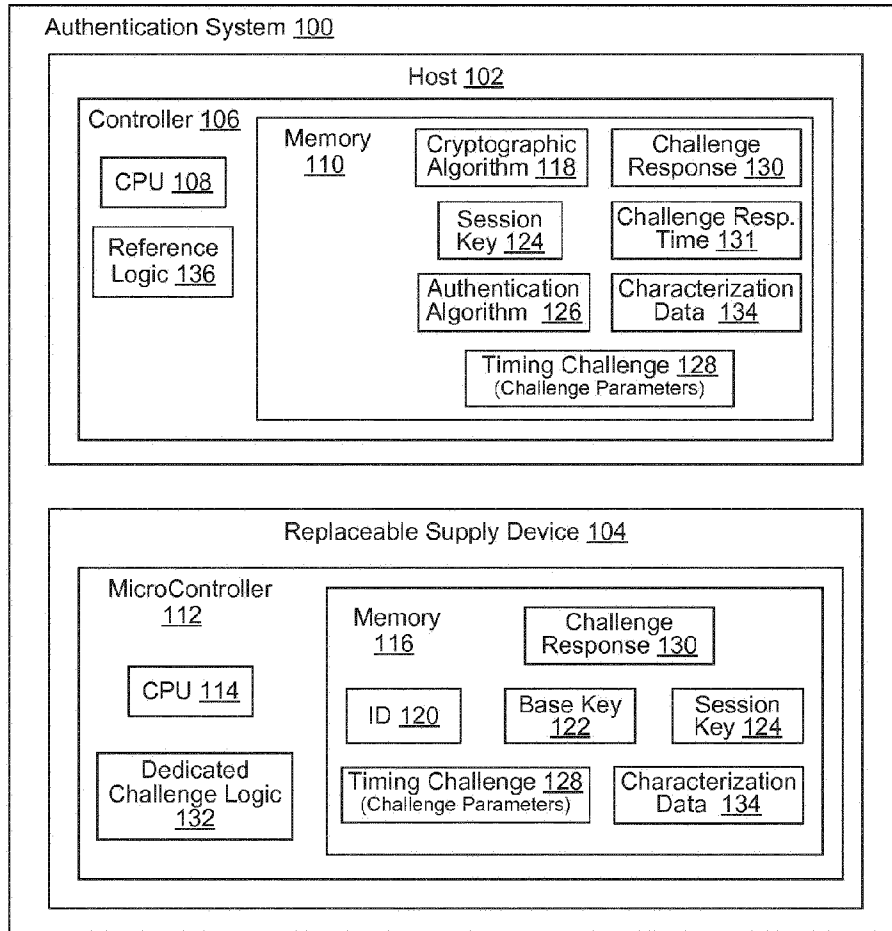 Authentication System 100
Host 102
Controller 106
CPU 108
Reference
Logic 136
Memory
110
Cryptographic
Algorithm 118
Challenge
Response 130
Session
Key 124
Challenge Resp.
Time 131
Authentication
Algorithm 126
Characterization
Data 134
Timing Challenge 128
(Challenge Parameters)
Replaceable Supply Device 104
MicroController
112
CPU 114
Dedicated
Challenge Logic
132
Memory
116
Challenge
Response 130
ID 120
Base Key
122
Session
Key 124
Timing Challenge 128
(Challenge Parameters)
Characterization
Data 134